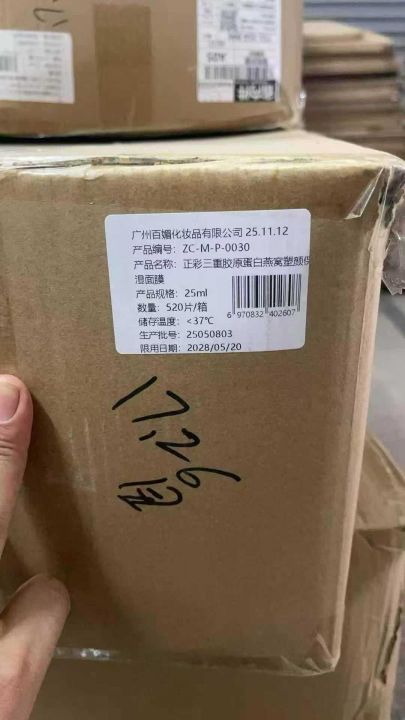 广州百媚化妆品有限公司 25.11.12
产品编号：ZC-M-P-0030
产品名称：正彩三重胶原蛋白燕窝塑颜保
湿面膜
产品规格：25ml
数量：520片/箱
储存温度：<37℃
生产批号：25050803
限用日期：2028/05/20
6 970832 402607